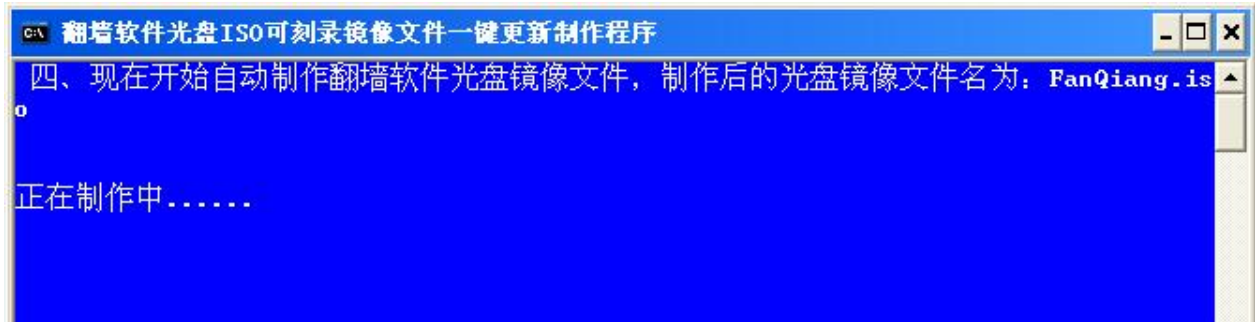 翻墙软件光盘ISO可刻录镜像文件一键更新制作程序
四、现在开始自动制作翻墙软件光盘镜像文件，制作后的光盘镜像文件名为：FanQiang.is
o
正在制作中......